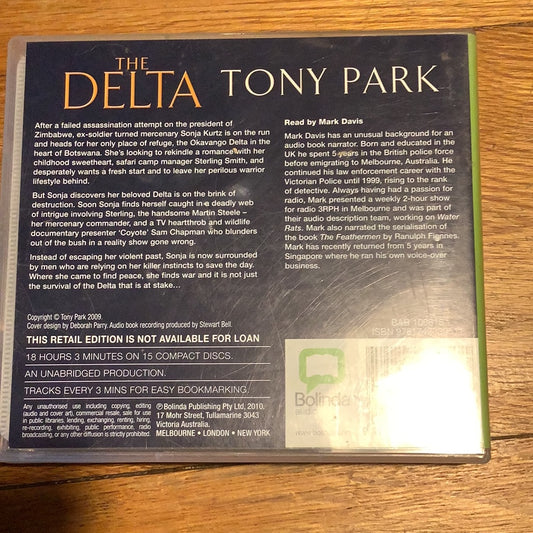 THE
DELTA TONY PARK
After a failed assassination attempt on the president of
Zimbabwe, ex-soldier turned mercenary Sonja Kurtz is on the run
and heads for her only place of refuge, the Okavango Delta in the
heart of Botswana. She's looking to rekindle a romance with her
childhood sweetheart, safari camp manager Sterling Smith, and
desperately wants a fresh start and to leave her perilous warrior
lifestyle behind.
But Sonja discovers her beloved Delta is on the brink of
destruction. Soon Sonja finds herself caught in a deadly web
of intrigue involving Sterling, the handsome Martin Steele –
her mercenary commander, and a TV heartthrob and wildlife
documentary presenter 'Coyote' Sam Chapman who blunders
out of the bush in a reality show gone wrong.
Instead of escaping her violent past, Sonja is now surrounded
by men who are relying on her killer instincts to save the day.
Where she came to find peace, she finds war and it is not just
the survival of the Delta that is at stake...
Read by Mark Davis
Mark Davis has an unusual background for an
audio book narrator. Born and educated in the
UK he spent 5 years in the British police force
before emigrating to Melbourne, Australia. He
continued his law enforcement career with the
Victorian Police until 1999, rising to the rank
of detective. Always having had a passion for
radio, Mark presented a weekly 2-hour show
for radio 3RPH in Melbourne and was part of
their audio description team, working on Water
Rats. Mark also narrated the serialisation of
the book The Feathermen by Ranulph Fiennes.
Mark has recently returned from 5 years in
Singapore where he ran his own voice-over
business.
Copyright © Tony Park 2009.
Cover design by Deborah Parry. Audio book recording produced by Stewart Bell.
THIS RETAIL EDITION IS NOT AVAILABLE FOR LOAN
18 HOURS 3 MINUTES ON 15 COMPACT DISCS.
AN UNABRIDGED PRODUCTION.
TRACKS EVERY 3 MINS FOR EASY BOOKMARKING.
Any unauthorised use including copying, editing
audio and cover art, commercial resale, sale for use
in public libraries, lending, exchanging, renting, hiring,
re-recording, exhibiting, public performance, radio
broadcasting, or any other diffusion is strictly prohibited.
℗ Bolinda Publishing Pty Ltd, 2010.
17 Mohr Street, Tullamarine 3043
Victoria Australia.
MELBOURNE • LONDON • NEW YORK
ISBN
Bolinda